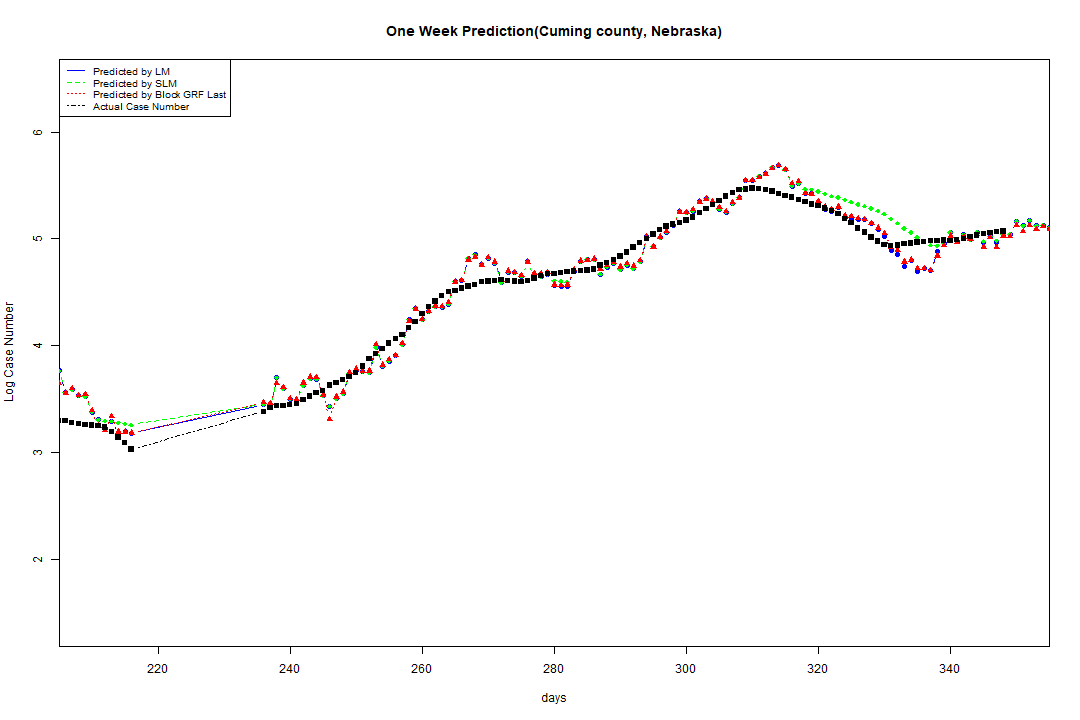 One Week Prediction(Cuming county, Nebraska)
Predicted by LM
Predicted by SLM
Predicted by Block GRF Last
Actual Case Number
6
5
4
3
2
Log Case Number
220 240 260 280 300 320 340
days